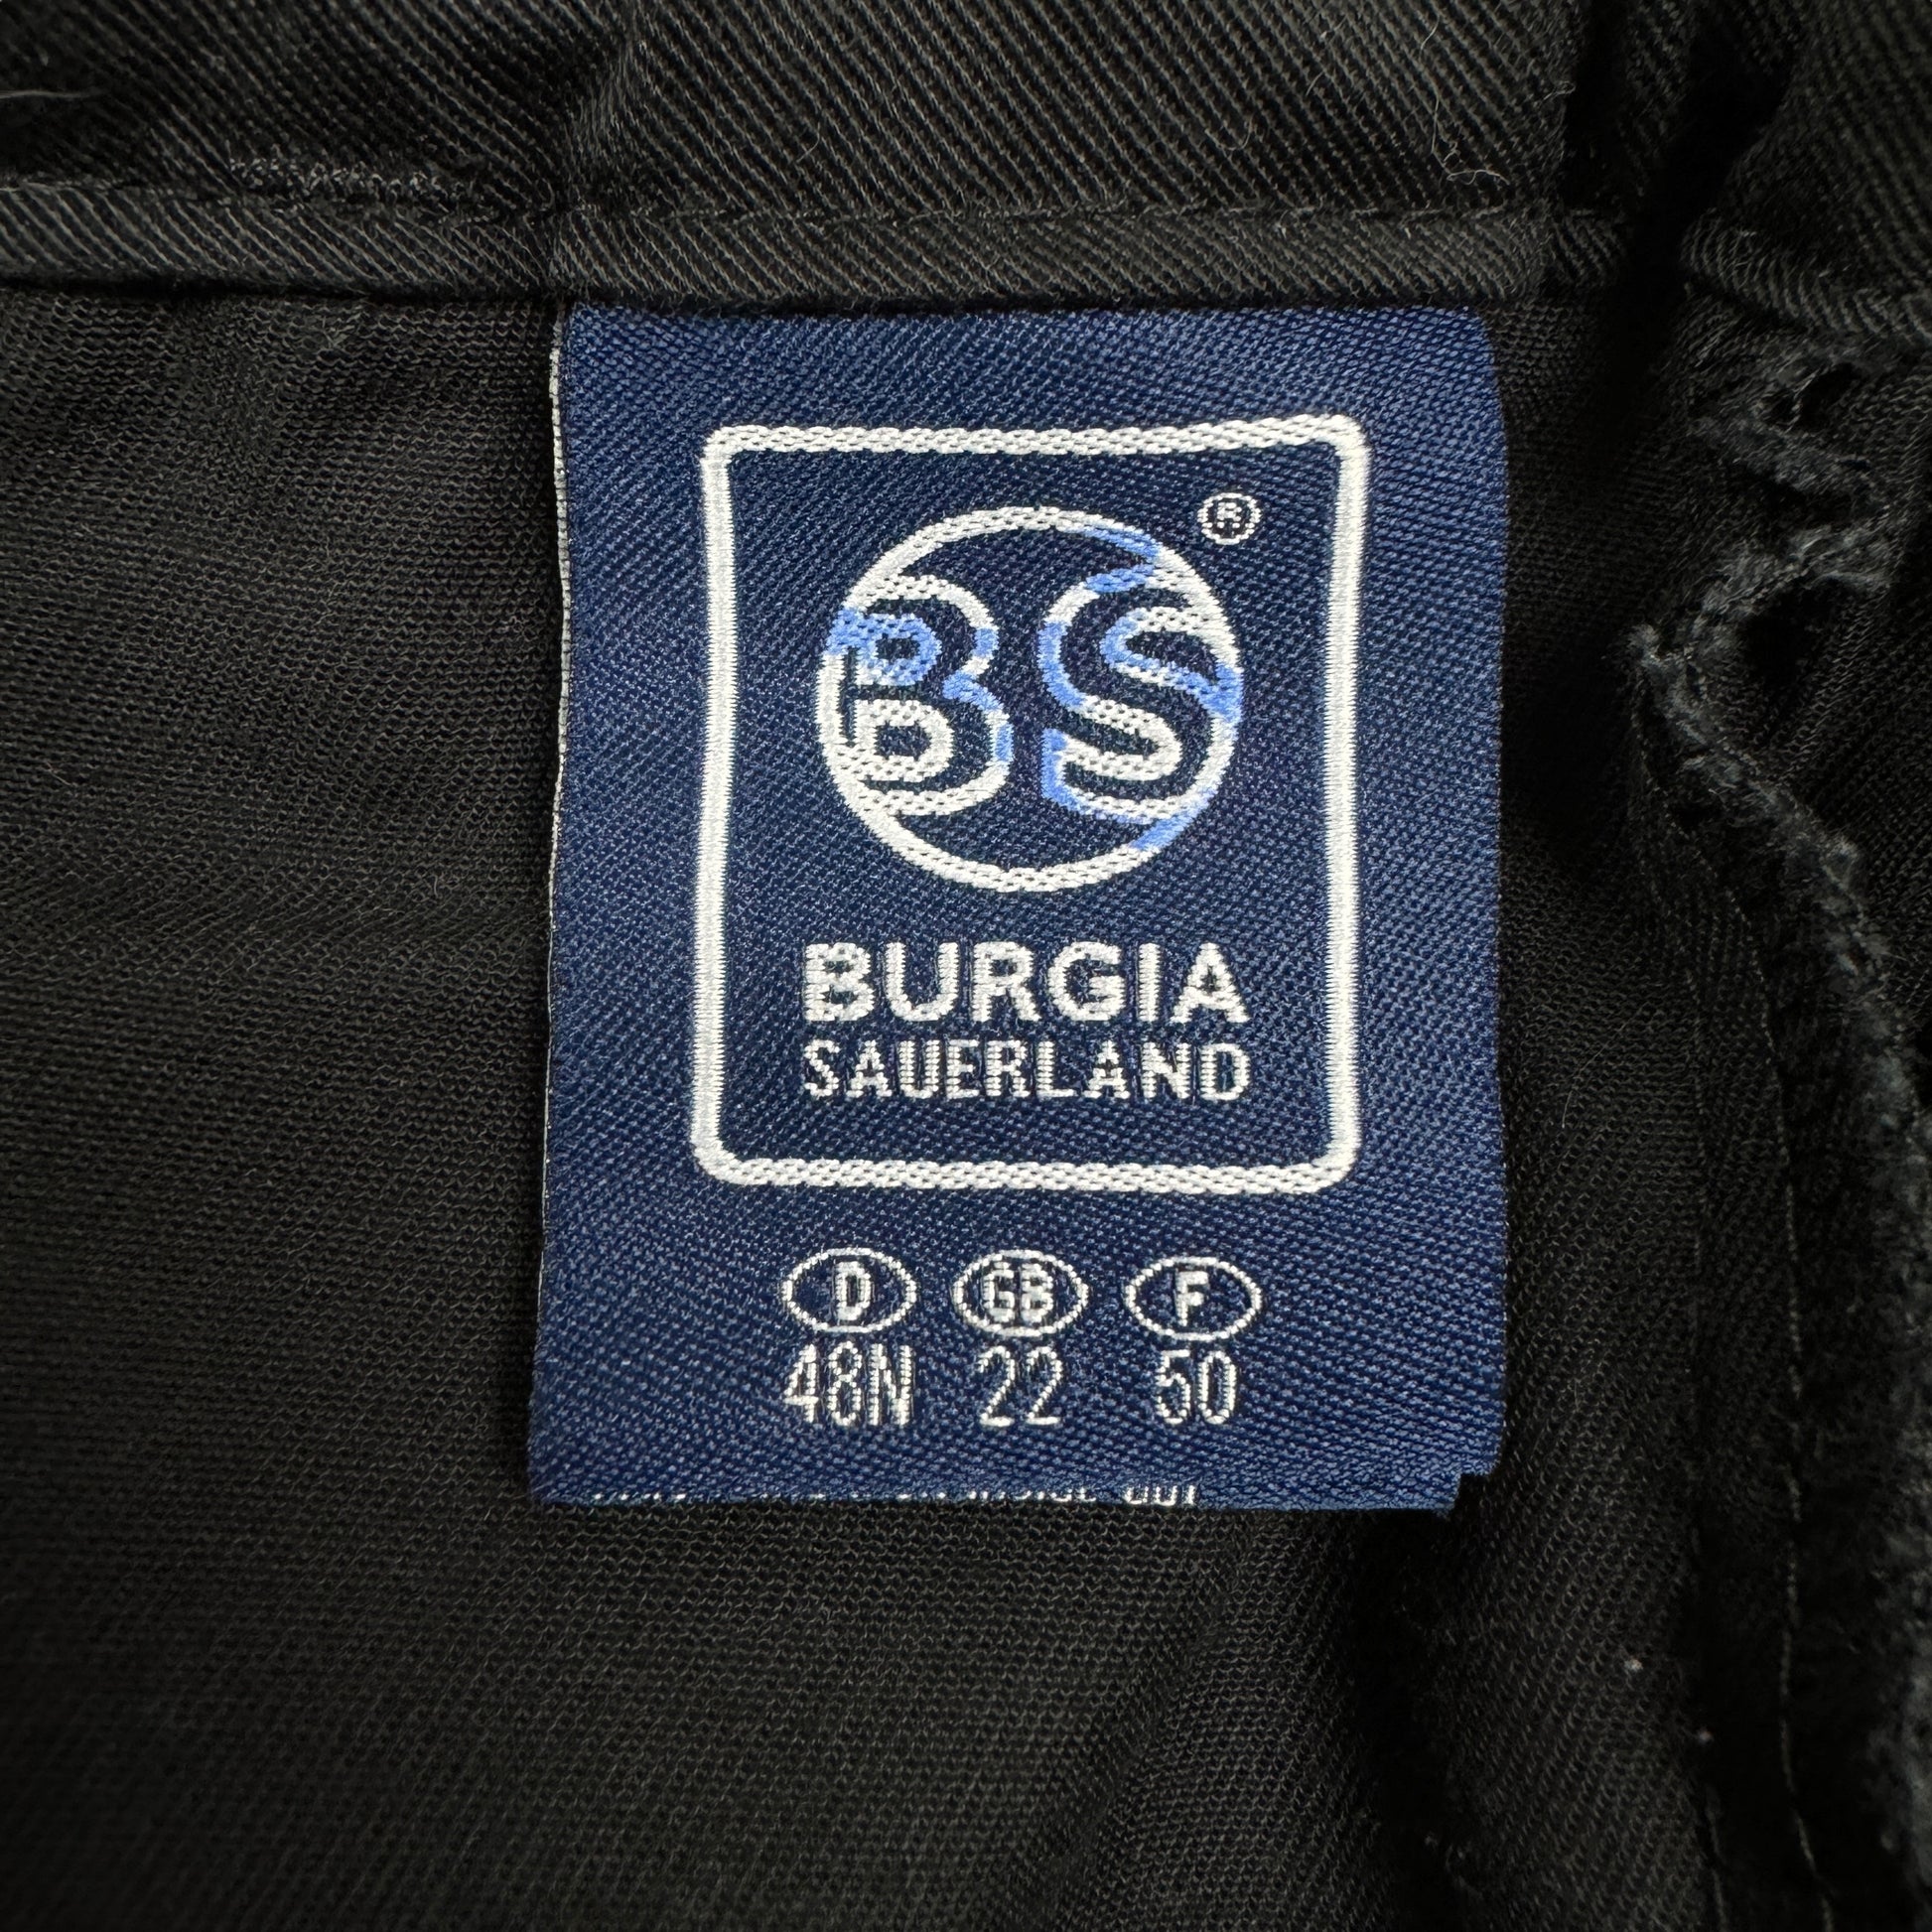 ®
BS
BURGIA
SAUERLAND
D GB F
48N 22 50